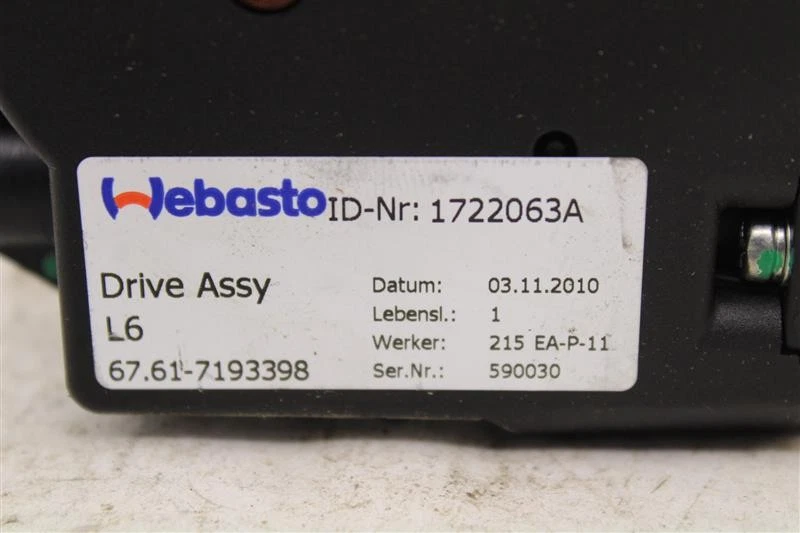 Webasto ID-Nr: 1722063A
Drive Assy
L6
67.61-7193398
Datum: 03.11.2010
Lebensl.: 1
Werker: 215 EA-P-11
Ser.Nr.: 590030